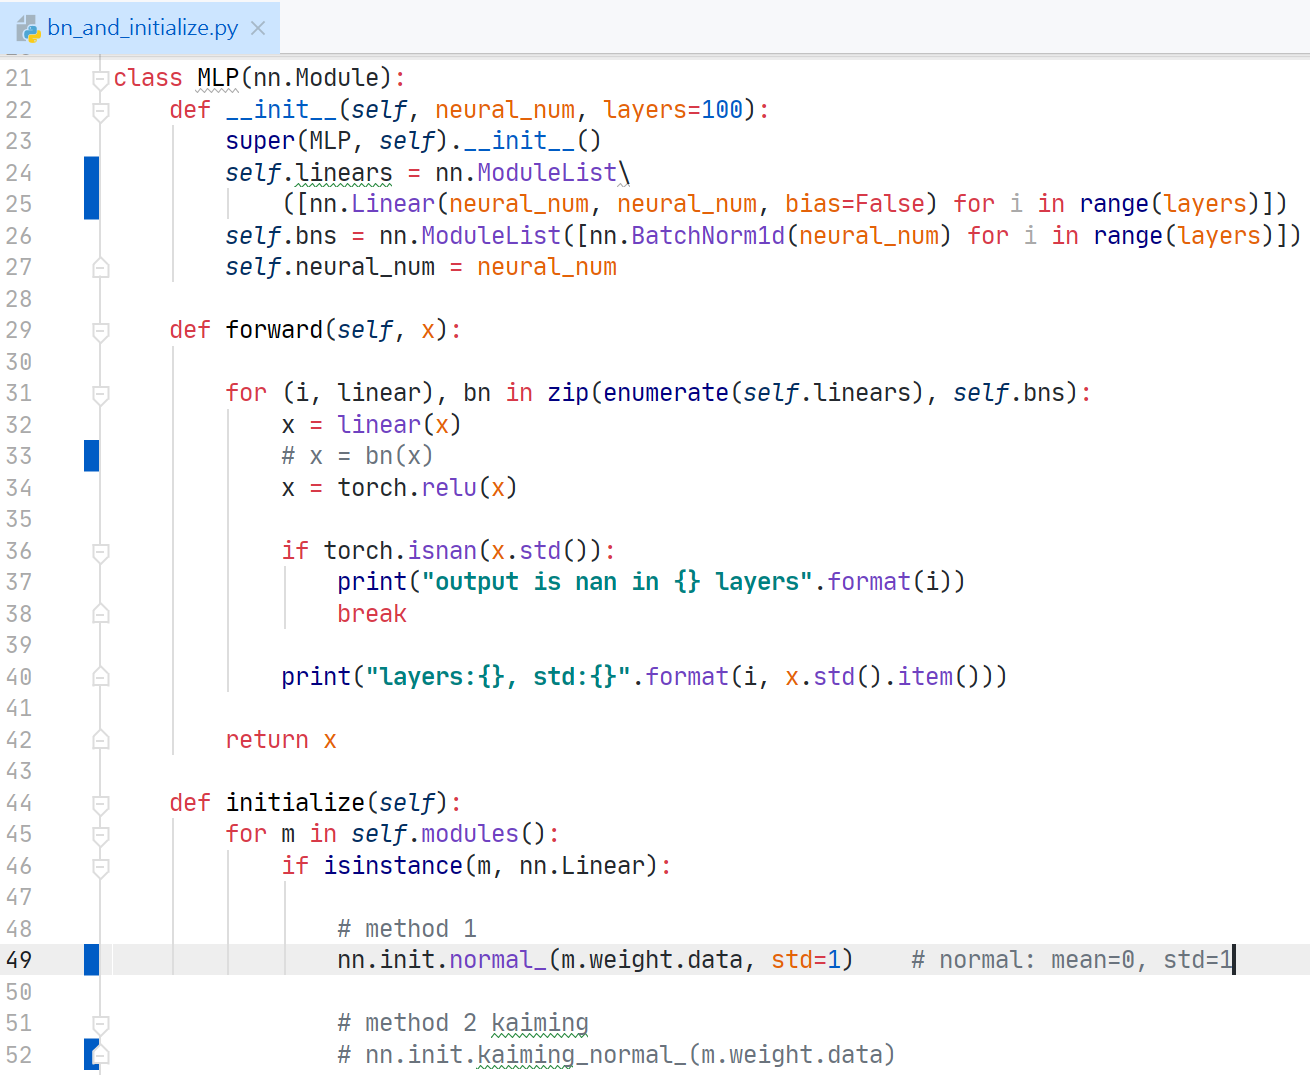 bn_and_initialize.py
21 class MLP(nn.Module):
22     def __init__(self, neural_num, layers=100):
23         super(MLP, self).__init__()
24         self.linears = nn.ModuleList\
25             ([nn.Linear(neural_num, neural_num, bias=False) for i in range(layers)])
26         self.bns = nn.ModuleList([nn.BatchNorm1d(neural_num) for i in range(layers)])
27         self.neural_num = neural_num
28
29     def forward(self, x):
30
31         for (i, linear), bn in zip(enumerate(self.linears), self.bns):
32             x = linear(x)
33             # x = bn(x)
34             x = torch.relu(x)
35
36             if torch.isnan(x.std()):
37                 print("output is nan in {} layers".format(i))
38                 break
39
40             print("layers:{}, std:{}".format(i, x.std().item()))
41
42         return x
43
44     def initialize(self):
45         for m in self.modules():
46             if isinstance(m, nn.Linear):
47
48                 # method 1
49                 nn.init.normal_(m.weight.data, std=1)    # normal: mean=0, std=1
50
51                 # method 2 kaiming
52                 # nn.init.kaiming_normal_(m.weight.data)